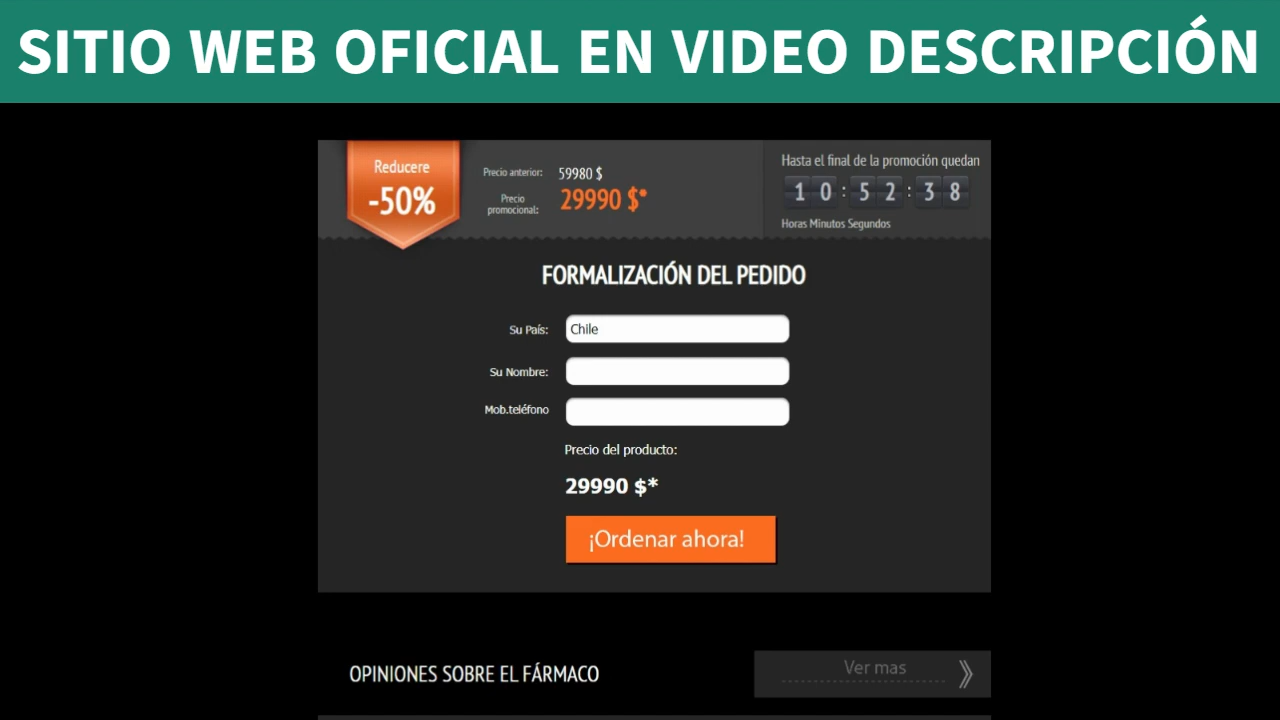 SITIO WEB OFICIAL EN VIDEO DESCRIPCIÓN
Reducere
-50%
Precio anterior: 59980 $
Precio
promocional:
29990 $*
Hasta el final de la promoción quedan
10:52:38
Horas Minutos Segundos
FORMALIZACIÓN DEL PEDIDO
Su País: Chile
Su Nombre:
Mob.teléfono
Precio del producto:
29990 $*
¡Ordenar ahora!
OPINIONES SOBRE EL FÁRMACO
Ver mas